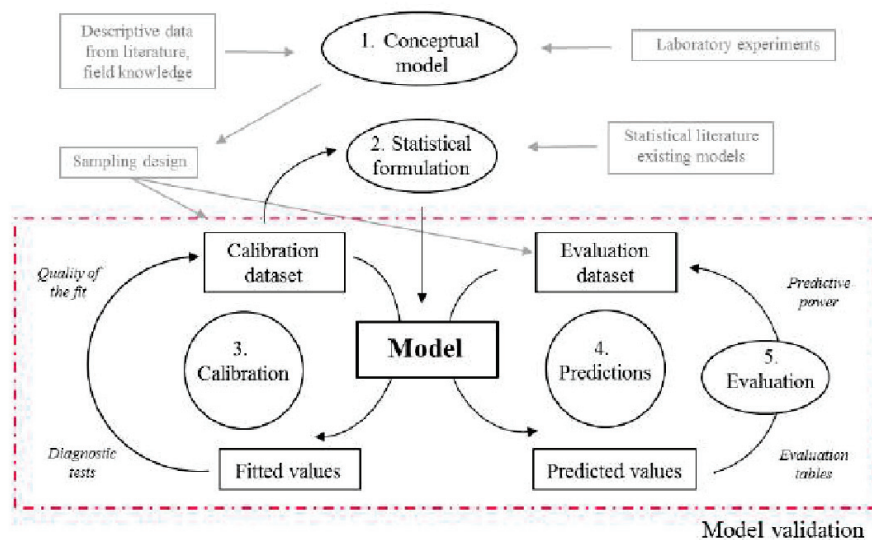 Descriptive data
from literature,
field knowledge
1. Conceptual
model
Laboratory experiments
Sampling design
2. Statistical
formulation
Statistical literature
existing models
Calibration
dataset
Evaluation
dataset
Quality of
the fit
Predictive
power
3.
Calibration
Model
4.
Predictions
5.
Evaluation
Diagnostic
tests
Fitted values
Predicted values
Evaluation
tables
Model validation